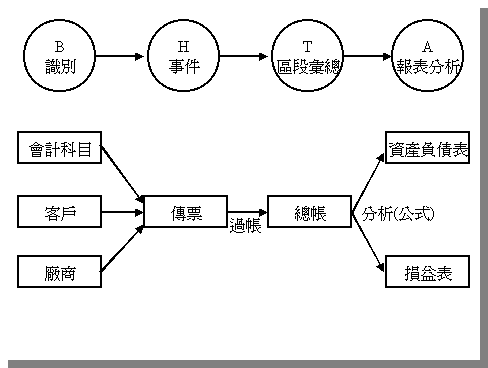 B
識別
H
事件
T
區段彙總
A
報表分析
會計科目
客戶
廠商
傳票
過帳
總帳
分析(公式)
資產負債表
損益表